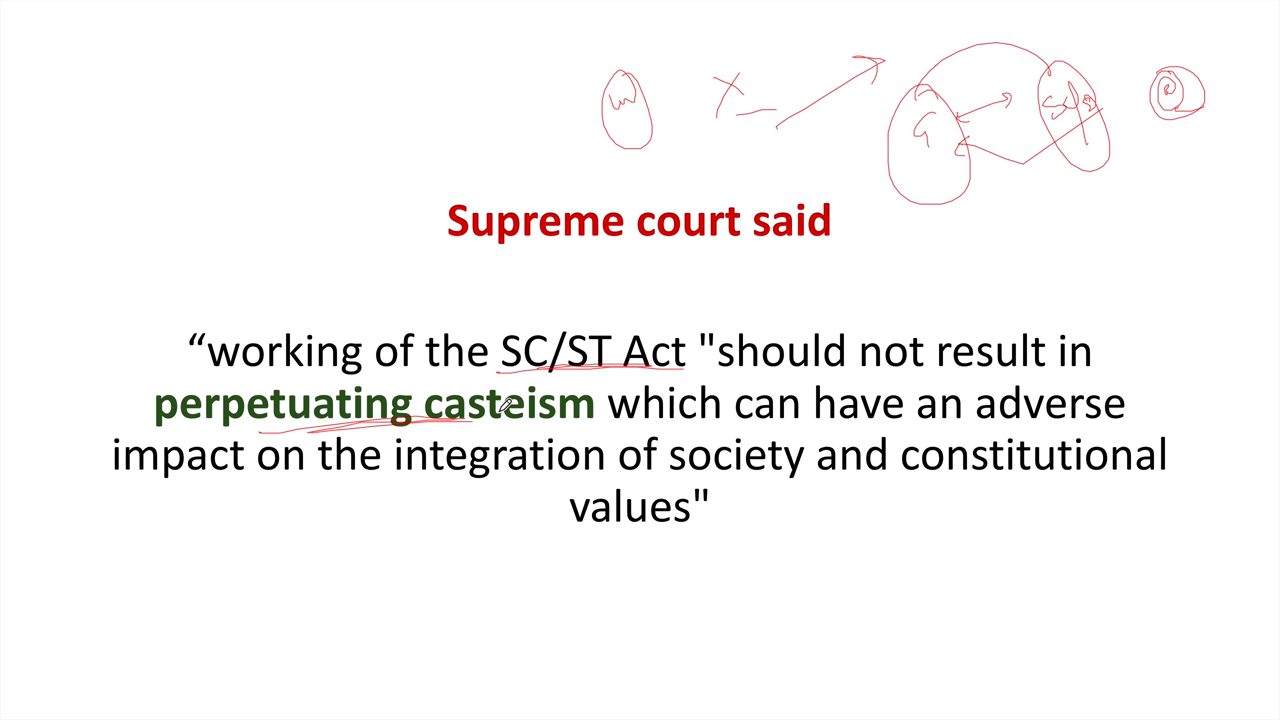 Supreme court said
“working of the SC/ST Act "should not result in
perpetuating casteism which can have an adverse
impact on the integration of society and constitutional
values"